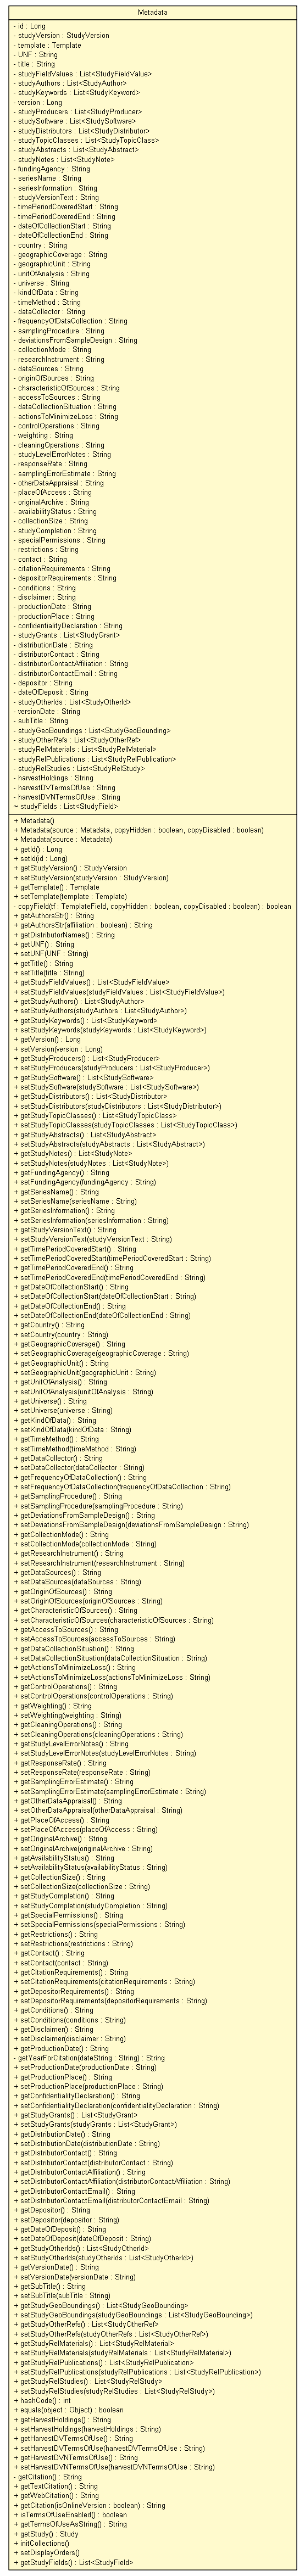 Metadata
- id : Long
- studyVersion : StudyVersion
- template : Template
- UNF : String
- title : String
- studyFieldValues : List<StudyFieldValue>
- studyAuthors : List<StudyAuthor>
- studyKeywords : List<StudyKeyword>
- version : Long
- studyProducers : List<StudyProducer>
- studySoftware : List<StudySoftware>
- studyDistributors : List<StudyDistributor>
- studyTopicClasses : List<StudyTopicClass>
- studyAbstracts : List<StudyAbstract>
- studyNotes : List<StudyNote>
- fundingAgency : String
- seriesName : String
- seriesInformation : String
- studyVersionText : String
- timePeriodCoveredStart : String
- timePeriodCoveredEnd : String
- dateOfCollectionStart : String
- dateOfCollectionEnd : String
- country : String
- geographicCoverage : String
- geographicUnit : String
- unitOfAnalysis : String
- universe : String
- kindOfData : String
- timeMethod : String
- dataCollector : String
- frequencyOfDataCollection : String
- samplingProcedure : String
- deviationsFromSampleDesign : String
- collectionMode : String
- researchInstrument : String
- dataSources : String
- originOfSources : String
- characteristicOfSources : String
- accessToSources : String
- dataCollectionSituation : String
- actionsToMinimizeLoss : String
- controlOperations : String
- weighting : String
- cleaningOperations : String
- studyLevelErrorNotes : String
- responseRate : String
- samplingErrorEstimate : String
- otherDataAppraisal : String
- placeOfAccess : String
- originalArchive : String
- availabilityStatus : String
- collectionSize : String
- studyCompletion : String
- specialPermissions : String
- restrictions : String
- contact : String
- citationRequirements : String
- depositorRequirements : String
- conditions : String
- disclaimer : String
- productionDate : String
- productionPlace : String
- confidentialityDeclaration : String
- studyGrants : List<StudyGrant>
- distributionDate : String
- distributorContact : String
- distributorContactAffiliation : String
- distributorContactEmail : String
- depositor : String
- dateOfDeposit : String
- studyOtherIds : List<StudyOtherId>
- versionDate : String
- subTitle : String
- studyGeoBoundings : List<StudyGeoBounding>
- studyOtherRefs : List<StudyOtherRef>
- studyRelMaterials : List<StudyRelMaterial>
- studyRelPublications : List<StudyRelPublication>
- studyRelStudies : List<StudyRelStudy>
- harvestHoldings : String
- harvestDVTermsOfUse : String
- harvestDVNTermsOfUse : String
~ studyFields : List<StudyField>
+ Metadata()
+ Metadata(source : Metadata, copyHidden : boolean, copyDisabled : boolean)
+ Metadata(source : Metadata)
+ getId() : Long
+ setId(id : Long)
+ getStudyVersion() : StudyVersion
+ setStudyVersion(studyVersion : StudyVersion)
+ getTemplate() : Template
+ setTemplate(template : Template)
- copyField(tf : TemplateField, copyHidden : boolean, copyDisabled : boolean) : boolean
+ getAuthorsStr() : String
+ getAuthorsStr(affiliation : boolean) : String
+ getDistributorNames() : String
+ getUNF() : String
+ setUNF(UNF : String)
+ getTitle() : String
+ setTitle(title : String)
+ getStudyFieldValues() : List<StudyFieldValue>
+ setStudyFieldValues(studyFieldValues : List<StudyFieldValue>)
+ getStudyAuthors() : List<StudyAuthor>
+ setStudyAuthors(studyAuthors : List<StudyAuthor>)
+ getStudyKeywords() : List<StudyKeyword>
+ setStudyKeywords(studyKeywords : List<StudyKeyword>)
+ getVersion() : Long
+ setVersion(version : Long)
+ getStudyProducers() : List<StudyProducer>
+ setStudyProducers(studyProducers : List<StudyProducer>)
+ getStudySoftware() : List<StudySoftware>
+ setStudySoftware(studySoftware : List<StudySoftware>)
+ getStudyDistributors() : List<StudyDistributor>
+ setStudyDistributors(studyDistributors : List<StudyDistributor>)
+ getStudyTopicClasses() : List<StudyTopicClass>
+ setStudyTopicClasses(studyTopicClasses : List<StudyTopicClass>)
+ getStudyAbstracts() : List<StudyAbstract>
+ setStudyAbstracts(studyAbstracts : List<StudyAbstract>)
+ getStudyNotes() : List<StudyNote>
+ setStudyNotes(studyNotes : List<StudyNote>)
+ getFundingAgency() : String
+ setFundingAgency(fundingAgency : String)
+ getSeriesName() : String
+ setSeriesName(seriesName : String)
+ getSeriesInformation() : String
+ setSeriesInformation(seriesInformation : String)
+ getStudyVersionText() : String
+ setStudyVersionText(studyVersionText : String)
+ getTimePeriodCoveredStart() : String
+ setTimePeriodCoveredStart(timePeriodCoveredStart : String)
+ getTimePeriodCoveredEnd() : String
+ setTimePeriodCoveredEnd(timePeriodCoveredEnd : String)
+ getDateOfCollectionStart() : String
+ setDateOfCollectionStart(dateOfCollectionStart : String)
+ getDateOfCollectionEnd() : String
+ setDateOfCollectionEnd(dateOfCollectionEnd : String)
+ getCountry() : String
+ setCountry(country : String)
+ getGeographicCoverage() : String
+ setGeographicCoverage(geographicCoverage : String)
+ getGeographicUnit() : String
+ setGeographicUnit(geographicUnit : String)
+ getUnitOfAnalysis() : String
+ setUnitOfAnalysis(unitOfAnalysis : String)
+ getUniverse() : String
+ setUniverse(universe : String)
+ getKindOfData() : String
+ setKindOfData(kindOfData : String)
+ getTimeMethod() : String
+ setTimeMethod(timeMethod : String)
+ getDataCollector() : String
+ setDataCollector(dataCollector : String)
+ getFrequencyOfDataCollection() : String
+ setFrequencyOfDataCollection(frequencyOfDataCollection : String)
+ getSamplingProcedure() : String
+ setSamplingProcedure(samplingProcedure : String)
+ getDeviationsFromSampleDesign() : String
+ setDeviationsFromSampleDesign(deviationsFromSampleDesign : String)
+ getCollectionMode() : String
+ setCollectionMode(collectionMode : String)
+ getResearchInstrument() : String
+ setResearchInstrument(researchInstrument : String)
+ getDataSources() : String
+ setDataSources(dataSources : String)
+ getOriginOfSources() : String
+ setOriginOfSources(originOfSources : String)
+ getCharacteristicOfSources() : String
+ setCharacteristicOfSources(characteristicOfSources : String)
+ getAccessToSources() : String
+ setAccessToSources(accessToSources : String)
+ getDataCollectionSituation() : String
+ setDataCollectionSituation(dataCollectionSituation : String)
+ getActionsToMinimizeLoss() : String
+ setActionsToMinimizeLoss(actionsToMinimizeLoss : String)
+ getControlOperations() : String
+ setControlOperations(controlOperations : String)
+ getWeighting() : String
+ setWeighting(weighting : String)
+ getCleaningOperations() : String
+ setCleaningOperations(cleaningOperations : String)
+ getStudyLevelErrorNotes() : String
+ setStudyLevelErrorNotes(studyLevelErrorNotes : String)
+ getResponseRate() : String
+ setResponseRate(responseRate : String)
+ getSamplingErrorEstimate() : String
+ setSamplingErrorEstimate(samplingErrorEstimate : String)
+ getOtherDataAppraisal() : String
+ setOtherDataAppraisal(otherDataAppraisal : String)
+ getPlaceOfAccess() : String
+ setPlaceOfAccess(placeOfAccess : String)
+ getOriginalArchive() : String
+ setOriginalArchive(originalArchive : String)
+ getAvailabilityStatus() : String
+ setAvailabilityStatus(availabilityStatus : String)
+ getCollectionSize() : String
+ setCollectionSize(collectionSize : String)
+ getStudyCompletion() : String
+ setStudyCompletion(studyCompletion : String)
+ getSpecialPermissions() : String
+ setSpecialPermissions(specialPermissions : String)
+ getRestrictions() : String
+ setRestrictions(restrictions : String)
+ getContact() : String
+ setContact(contact : String)
+ getCitationRequirements() : String
+ setCitationRequirements(citationRequirements : String)
+ getDepositorRequirements() : String
+ setDepositorRequirements(depositorRequirements : String)
+ getConditions() : String
+ setConditions(conditions : String)
+ getDisclaimer() : String
+ setDisclaimer(disclaimer : String)
+ getProductionDate() : String
- getYearForCitation(dateString : String) : String
+ setProductionDate(productionDate : String)
+ getProductionPlace() : String
+ setProductionPlace(productionPlace : String)
+ getConfidentialityDeclaration() : String
+ setConfidentialityDeclaration(confidentialityDeclaration : String)
+ getStudyGrants() : List<StudyGrant>
+ setStudyGrants(studyGrants : List<StudyGrant>)
+ getDistributionDate() : String
+ setDistributionDate(distributionDate : String)
+ getDistributorContact() : String
+ setDistributorContact(distributorContact : String)
+ getDistributorContactAffiliation() : String
+ setDistributorContactAffiliation(distributorContactAffiliation : String)
+ getDistributorContactEmail() : String
+ setDistributorContactEmail(distributorContactEmail : String)
+ getDepositor() : String
+ setDepositor(depositor : String)
+ getDateOfDeposit() : String
+ setDateOfDeposit(dateOfDeposit : String)
+ getStudyOtherIds() : List<StudyOtherId>
+ setStudyOtherIds(studyOtherIds : List<StudyOtherId>)
+ getVersionDate() : String
+ setVersionDate(versionDate : String)
+ getSubTitle() : String
+ setSubTitle(subTitle : String)
+ getStudyGeoBoundings() : List<StudyGeoBounding>
+ setStudyGeoBoundings(studyGeoBoundings : List<StudyGeoBounding>)
+ getStudyOtherRefs() : List<StudyOtherRef>
+ setStudyOtherRefs(studyOtherRefs : List<StudyOtherRef>)
+ getStudyRelMaterials() : List<StudyRelMaterial>
+ setStudyRelMaterials(studyRelMaterials : List<StudyRelMaterial>)
+ getStudyRelPublications() : List<StudyRelPublication>
+ setStudyRelPublications(studyRelPublications : List<StudyRelPublication>)
+ getStudyRelStudies() : List<StudyRelStudy>
+ setStudyRelStudies(studyRelStudies : List<StudyRelStudy>)
+ hashCode() : int
+ equals(object : Object) : boolean
+ getHarvestHoldings() : String
+ setHarvestHoldings(harvestHoldings : String)
+ getHarvestDVTermsOfUse() : String
+ setHarvestDVTermsOfUse(harvestDVTermsOfUse : String)
+ getHarvestDVNTermsOfUse() : String
+ setHarvestDVNTermsOfUse(harvestDVNTermsOfUse : String)
- getCitation() : String
+ getTextCitation() : String
+ getWebCitation() : String
+ getCitation(isOnlineVersion : boolean) : String
+ isTermsOfUseEnabled() : boolean
+ getTermsOfUseAsString() : String
+ getStudy() : Study
+ initCollections()
+ setDisplayOrders()
+ getStudyFields() : List<StudyField>